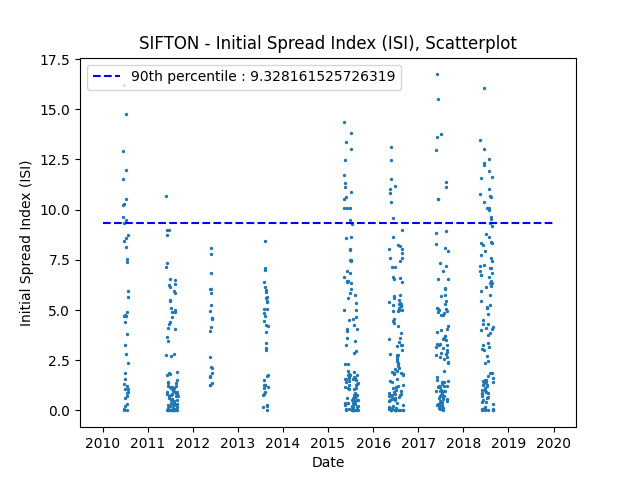 SIFTON - Initial Spread Index (ISI), Scatterplot
17.5
90th percentile : 9.328161525726319
15.0
12.5
10.0
7.5
5.0
2.5
0.0
Initial Spread Index (ISI)
2010 2011 2012 2013 2014 2015 2016 2017 2018 2019 2020
Date